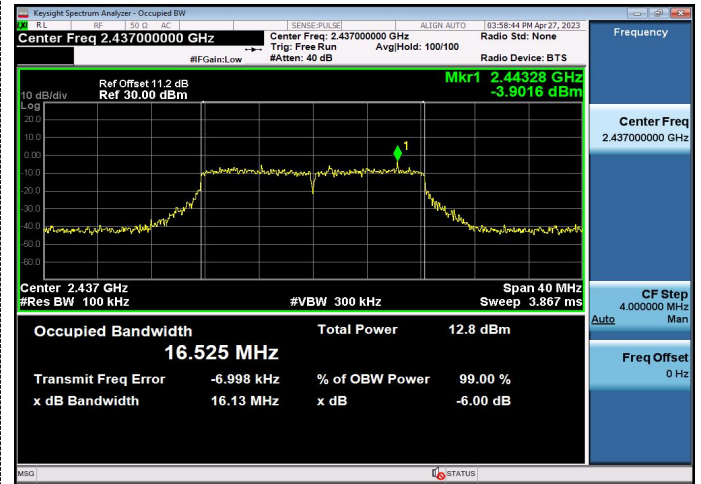 Keysight Spectrum Analyzer - Occupied BW
LXI RL RF 50 Ω AC SENSE:PULSE ALIGN AUTO 03:58:44 PM Apr 27, 2023
Center Freq 2.437000000 GHz Center Freq: 2.437000000 GHz Radio Std: None
Trig: Free Run Avg|Hold: 100/100
#IFGain:Low #Atten: 40 dB Radio Device: BTS
Frequency
Ref Offset 11.2 dB Mkr1 2.44328 GHz
10 dB/div Ref 30.00 dBm -3.9016 dBm
Log
20.0
10.0
0.00
-10.0
-20.0
-30.0
-40.0
-50.0
-60.0
1
Center Freq
2.437000000 GHz
Center 2.437 GHz Span 40 MHz
#Res BW 100 kHz #VBW 300 kHz Sweep 3.867 ms
CF Step
4.000000 MHz
Auto Man
Occupied Bandwidth Total Power 12.8 dBm
16.525 MHz
Transmit Freq Error -6.998 kHz % of OBW Power 99.00 %
x dB Bandwidth 16.13 MHz x dB -6.00 dB
Freq Offset
0 Hz
MSG STATUS